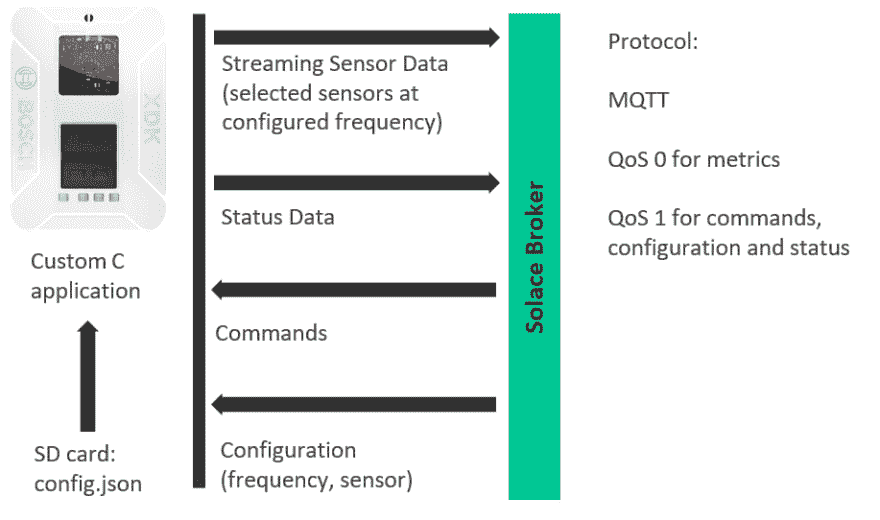 BOSCH
XDK
Custom C
application
SD card:
config.json
Streaming Sensor Data
(selected sensors at
configured frequency)
Status Data
Commands
Configuration
(frequency, sensor)
Solace Broker
Protocol:
MQTT
QoS 0 for metrics
QoS 1 for commands,
configuration and status